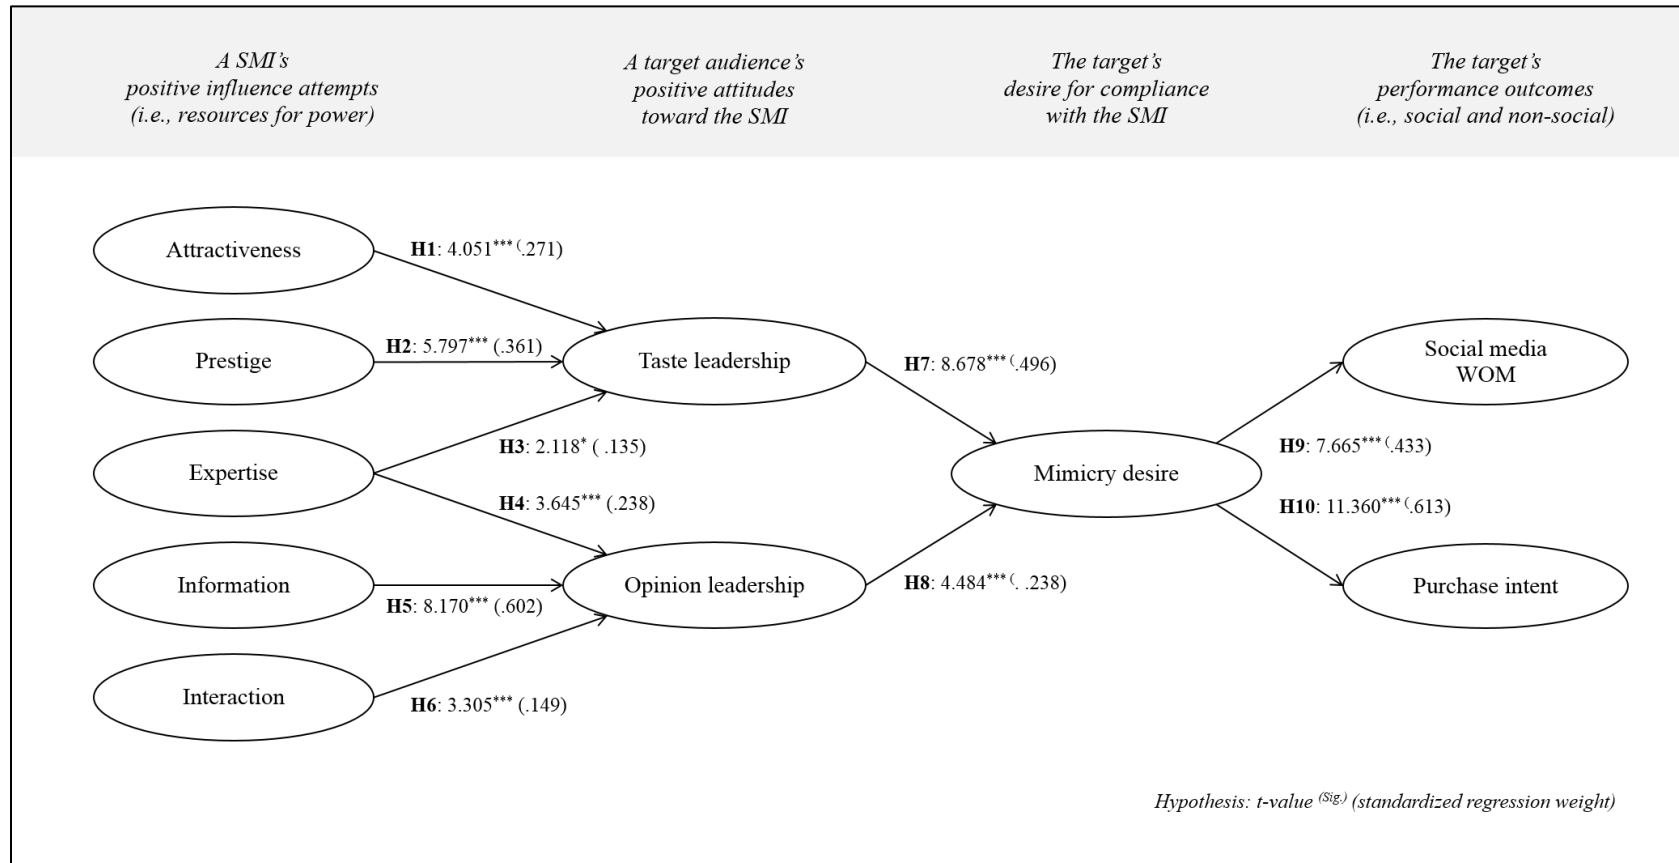 A SMI’s
positive influence attempts
(i.e., resources for power)
A target audience’s
positive attitudes
toward the SMI
The target’s
desire for compliance
with the SMI
The target’s
performance outcomes
(i.e., social and non-social)
Attractiveness
H1: 4.051*** (.271)
Prestige
H2: 5.797*** (.361)
Taste leadership
H7: 8.678*** (.496)
Social media
WOM
Expertise
H3: 2.118* ( .135)
H4: 3.645*** (.238)
Mimicry desire
H9: 7.665*** (.433)
H10: 11.360*** (.613)
Information
H5: 8.170*** (.602)
Opinion leadership
H8: 4.484*** (. .238)
Purchase intent
Interaction
H6: 3.305*** (.149)
Hypothesis: t-value (Sig.) (standardized regression weight)